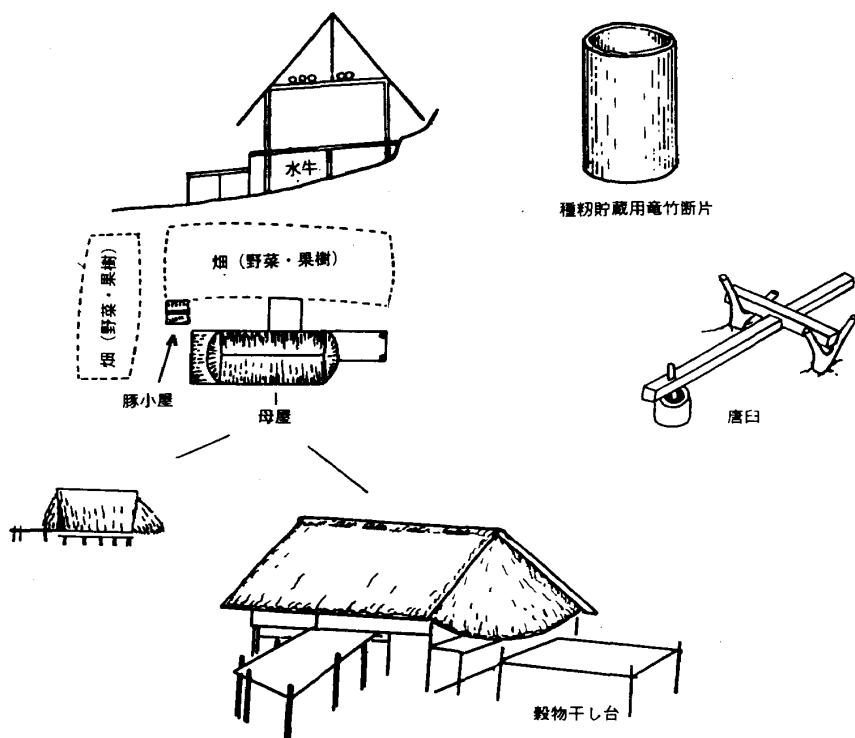 水牛
種籾貯蔵用竜竹断片
畑（野菜・果樹）
畑（野菜・果樹）
豚小屋
母屋
唐臼
穀物干し台